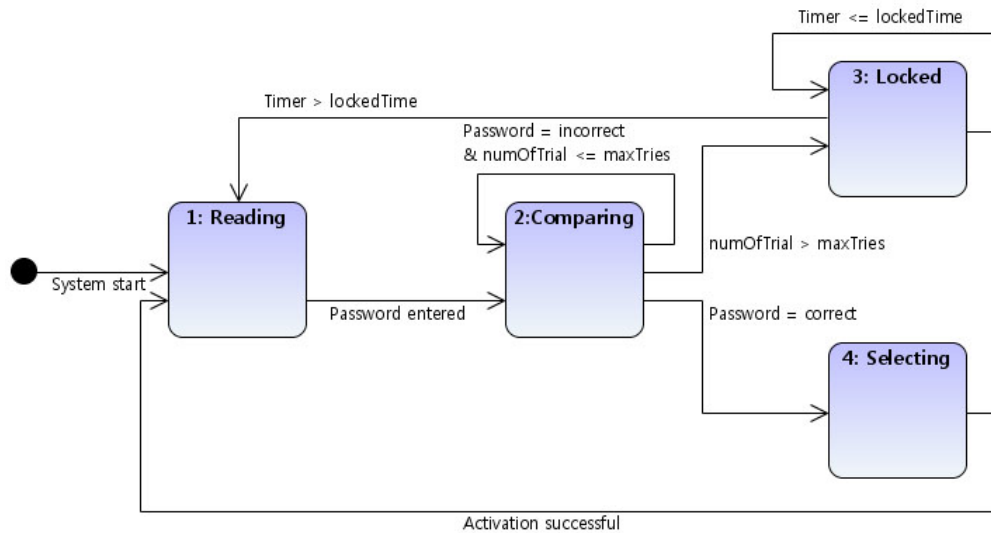 Timer <= lockedTime
3: Locked
Timer > lockedTime
Password = incorrect
& numOfTrial <= maxTries
1: Reading
2:Comparing
numOfTrial > maxTries
System start
Password entered
Password = correct
4: Selecting
Activation successful